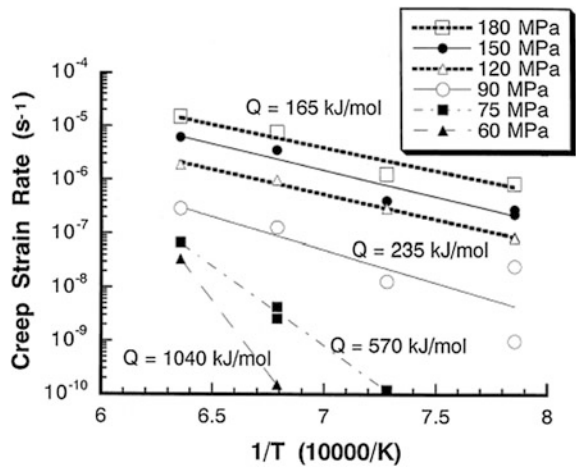 180 MPa
150 MPa
120 MPa
90 MPa
75 MPa
60 MPa
Creep Strain Rate (s-1)
10-4
10-5
10-6
10-7
10-8
10-9
10-10
Q = 165 kJ/mol
Q = 235 kJ/mol
Q = 570 kJ/mol
Q = 1040 kJ/mol
6 6.5 7 7.5 8
1/T (10000/K)